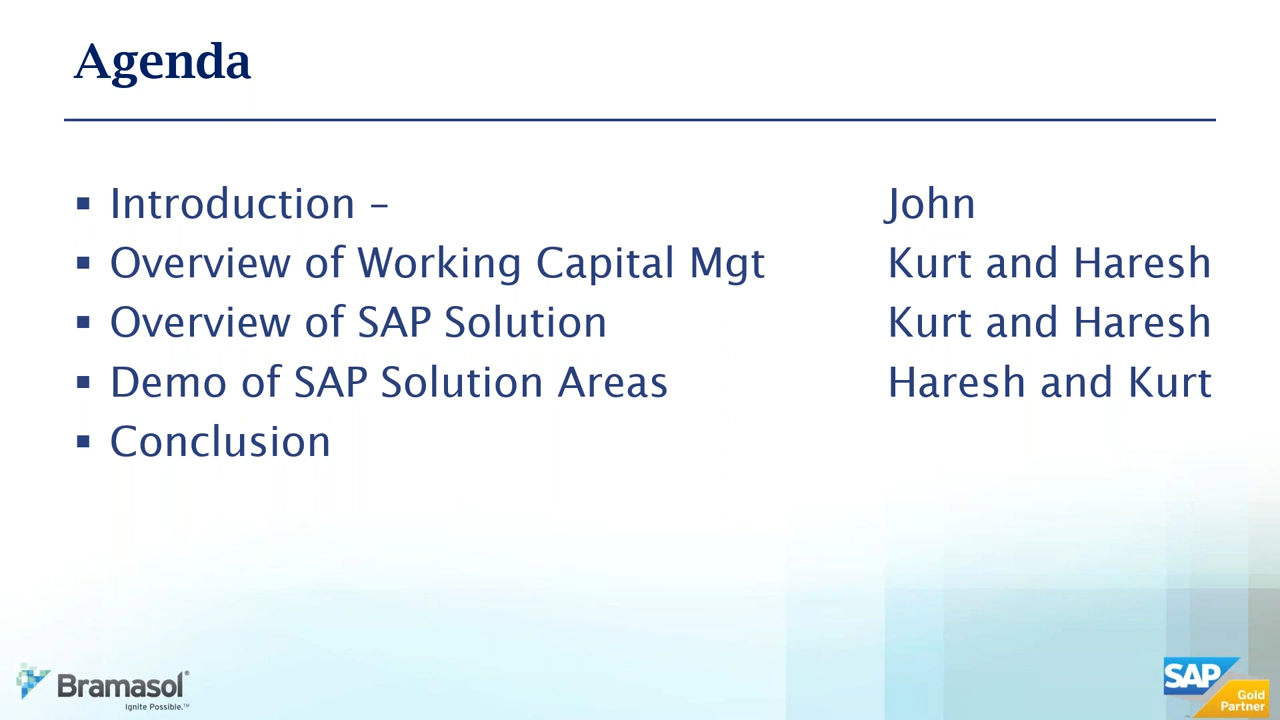 Agenda
▪ Introduction – John
▪ Overview of Working Capital Mgt Kurt and Haresh
▪ Overview of SAP Solution Kurt and Haresh
▪ Demo of SAP Solution Areas Haresh and Kurt
▪ Conclusion
Bramasol®
Ignite Possible.™
SAP
Gold
Partner